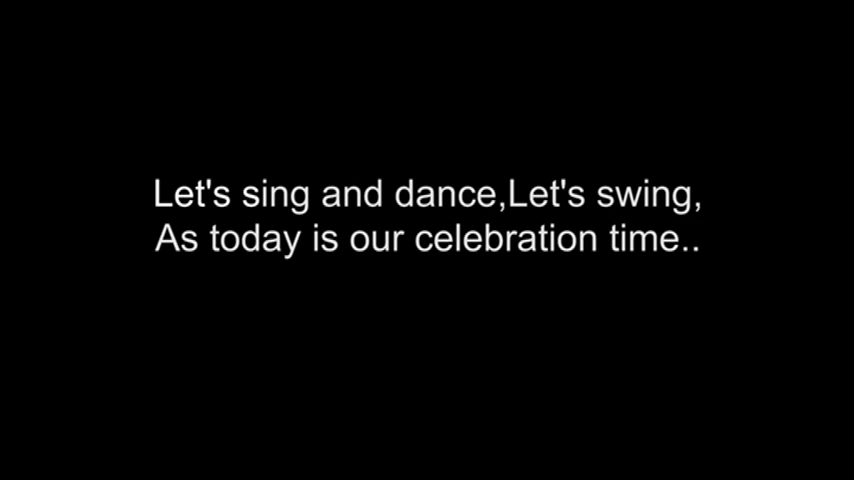 Let's sing and dance,Let's swing,
As today is our celebration time..